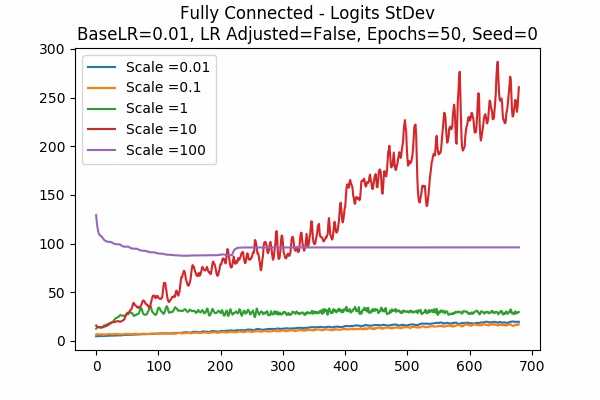 Fully Connected - Logits StDev
BaseLR=0.01, LR Adjusted=False, Epochs=50, Seed=0
300
250
200
150
100
50
0
Scale =0.01
Scale =0.1
Scale =1
Scale =10
Scale =100
0 100 200 300 400 500 600 700